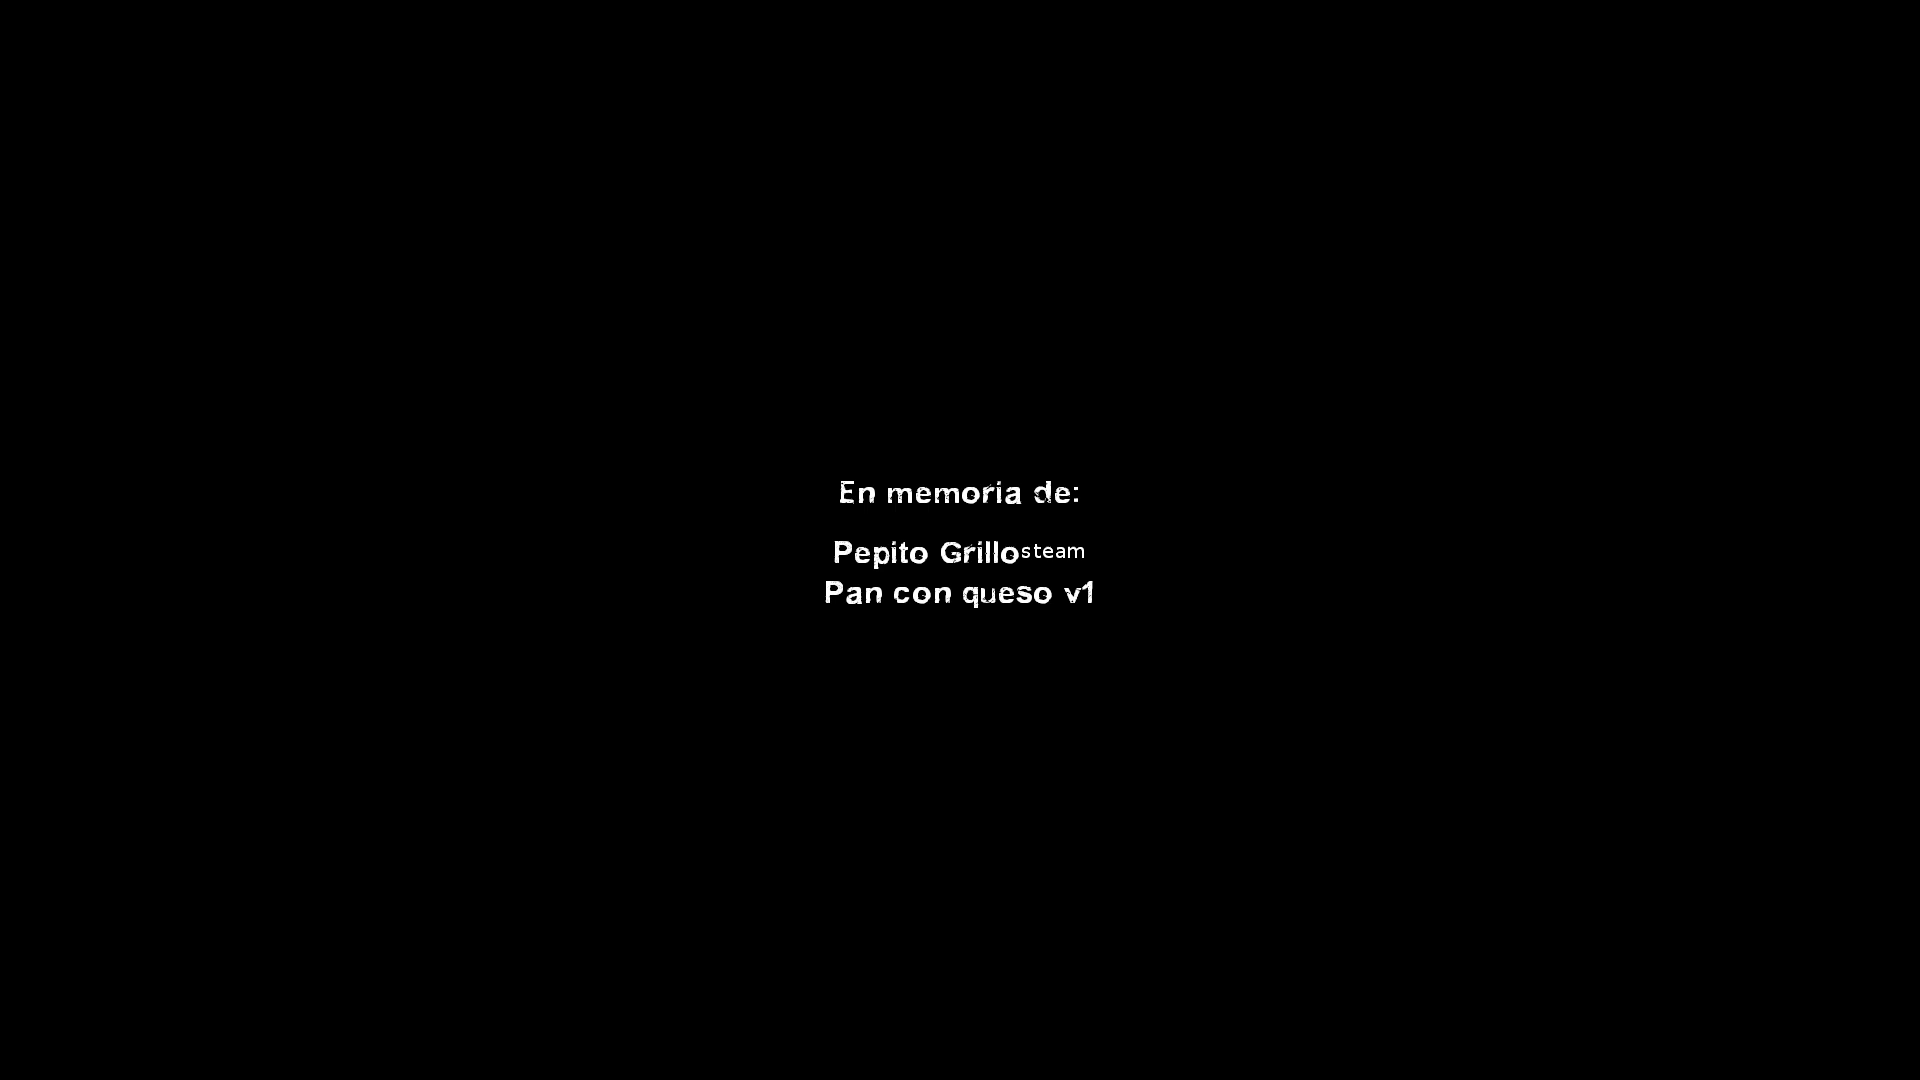 En memoria de:
Pepito Grilloˢᵗᵉᵃᵐ
Pan con queso v1